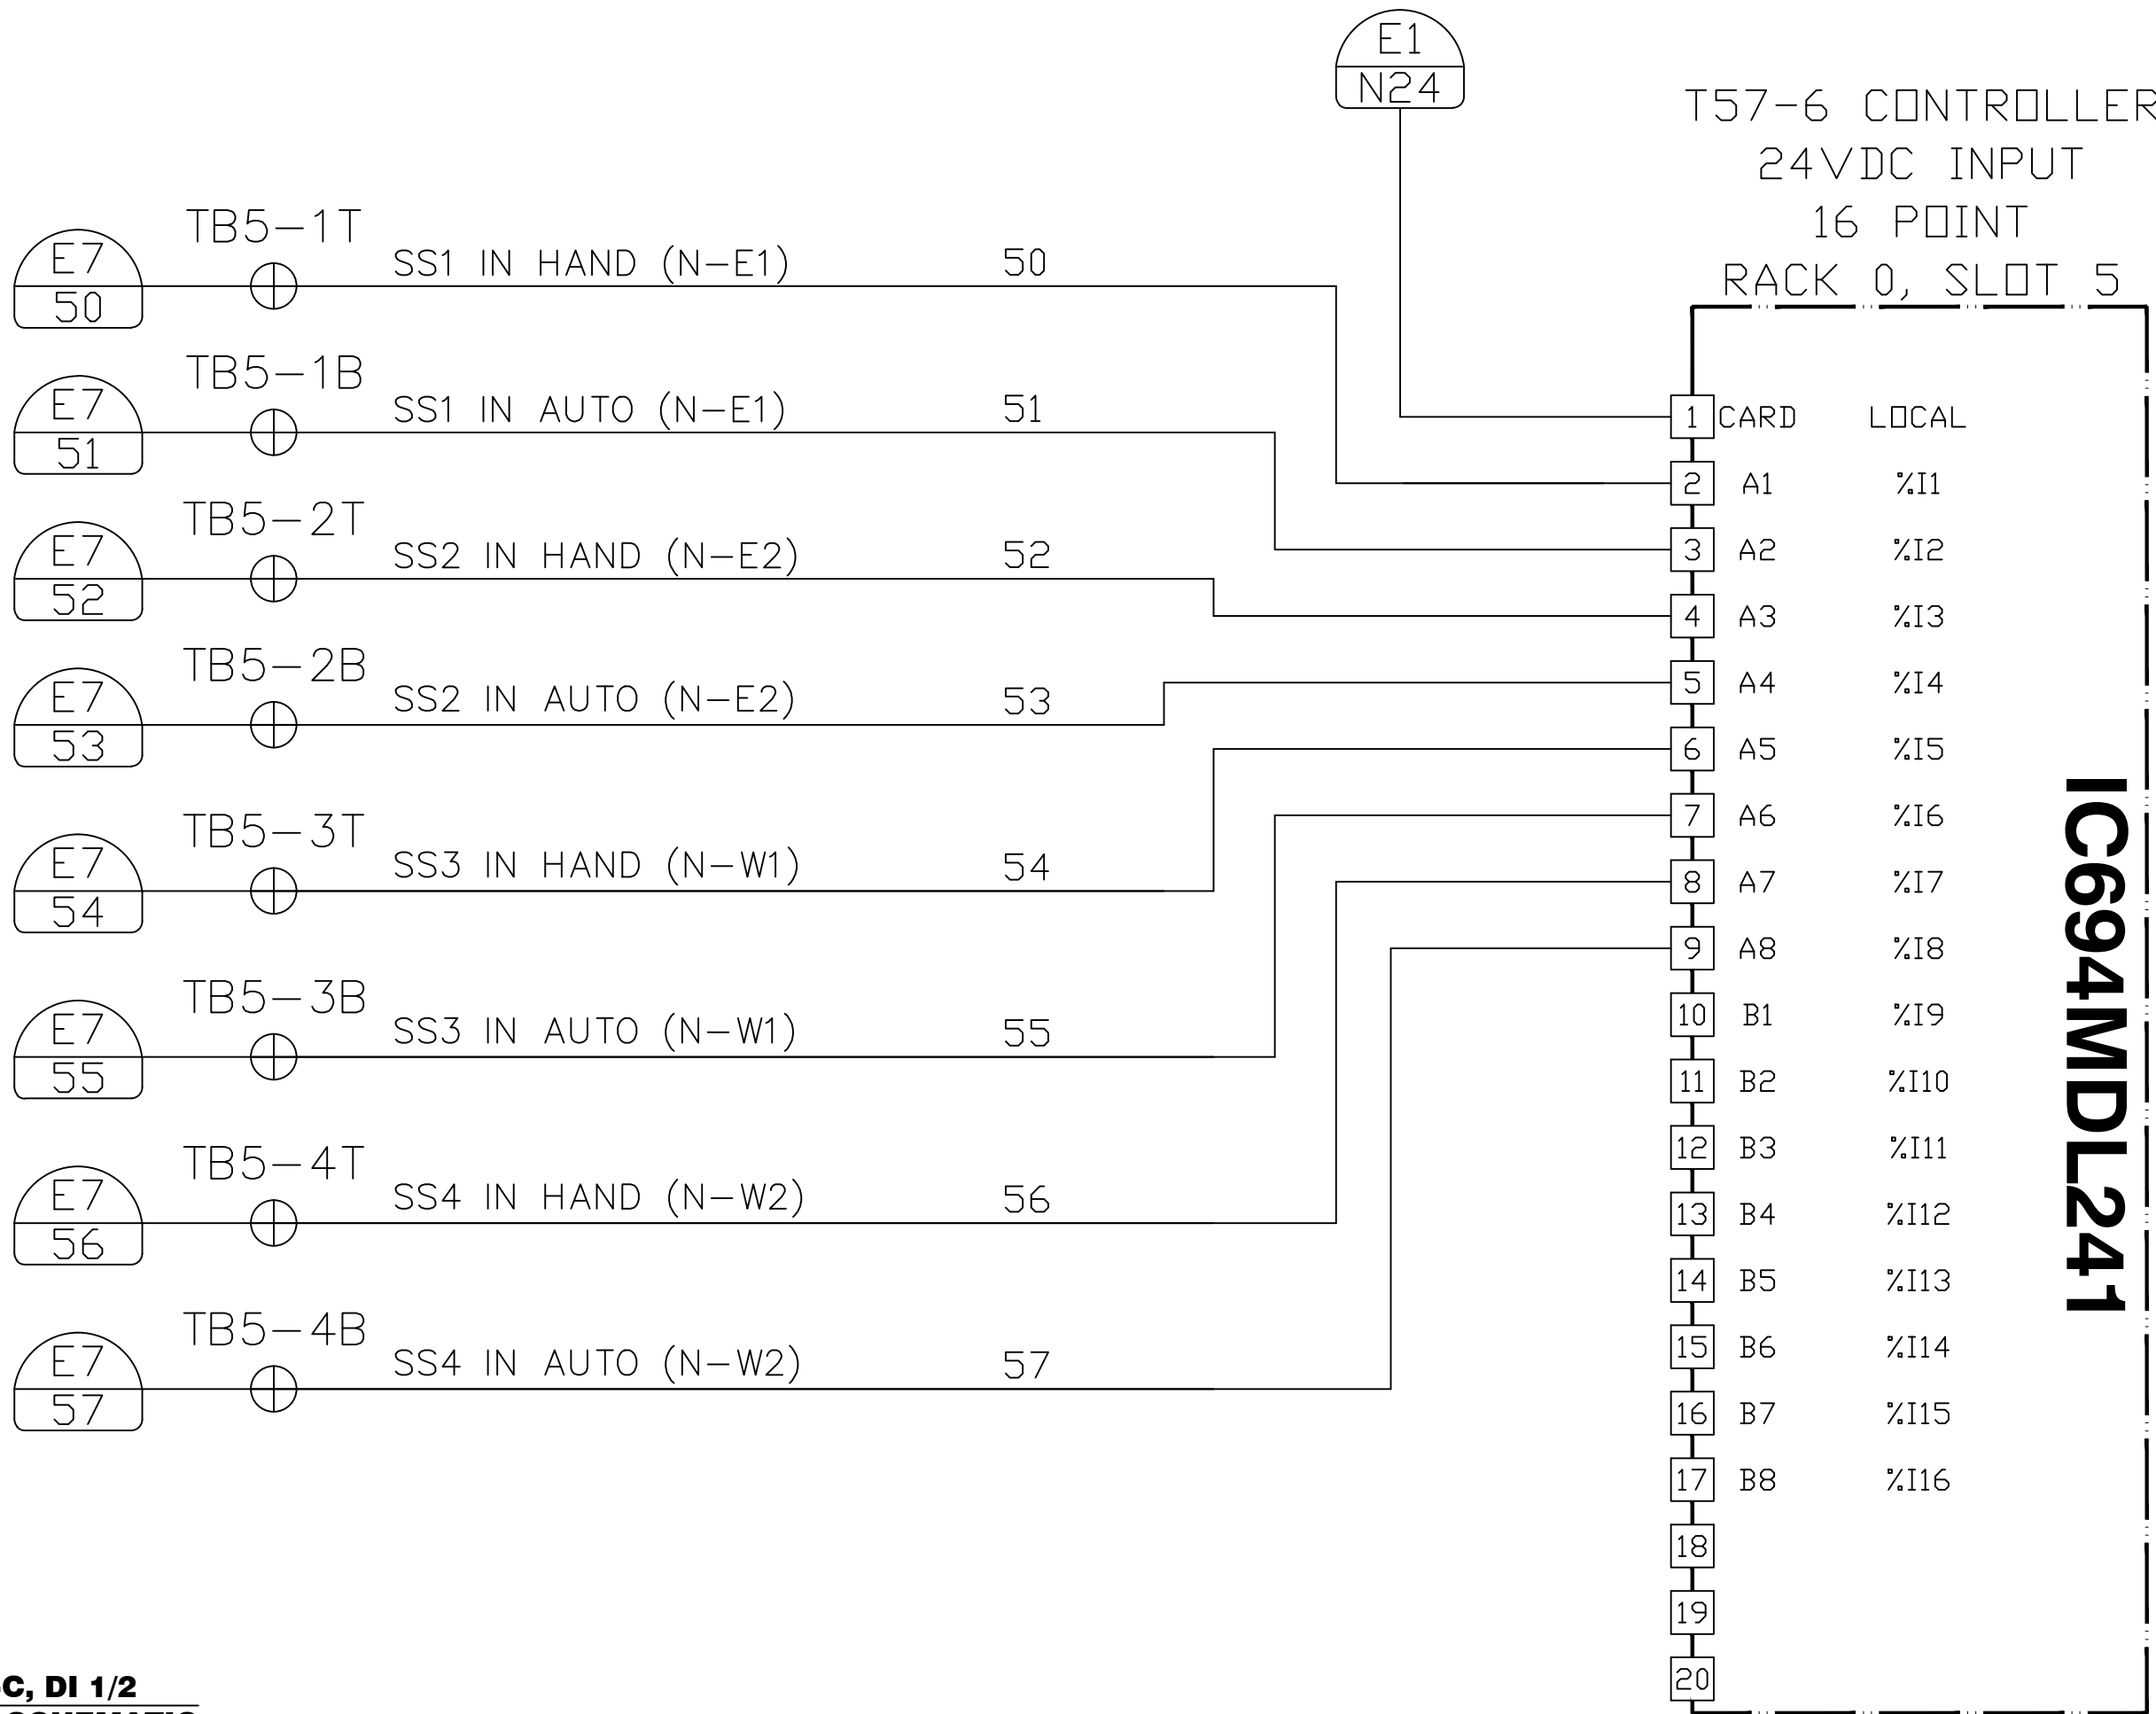 E1
N24
T57-6 CONTROLLER
24VDC INPUT
16 POINT
RACK 0, SLOT 5
E7
50
TB5-1T
SS1 IN HAND (N-E1) 50
E7
51
TB5-1B
SS1 IN AUTO (N-E1) 51
E7
52
TB5-2T
SS2 IN HAND (N-E2) 52
E7
53
TB5-2B
SS2 IN AUTO (N-E2) 53
E7
54
TB5-3T
SS3 IN HAND (N-W1) 54
E7
55
TB5-3B
SS3 IN AUTO (N-W1) 55
E7
56
TB5-4T
SS4 IN HAND (N-W2) 56
E7
57
TB5-4B
SS4 IN AUTO (N-W2) 57
1 CARD LOCAL
2 A1 %I1
3 A2 %I2
4 A3 %I3
5 A4 %I4
6 A5 %I5
7 A6 %I6
8 A7 %I7
9 A8 %I8
10 B1 %I9
11 B2 %I10
12 B3 %I11
13 B4 %I12
14 B5 %I13
15 B6 %I14
16 B7 %I15
17 B8 %I16
18
19
20
IC694MDL241
C, DI 1/2
SCHEMATIC